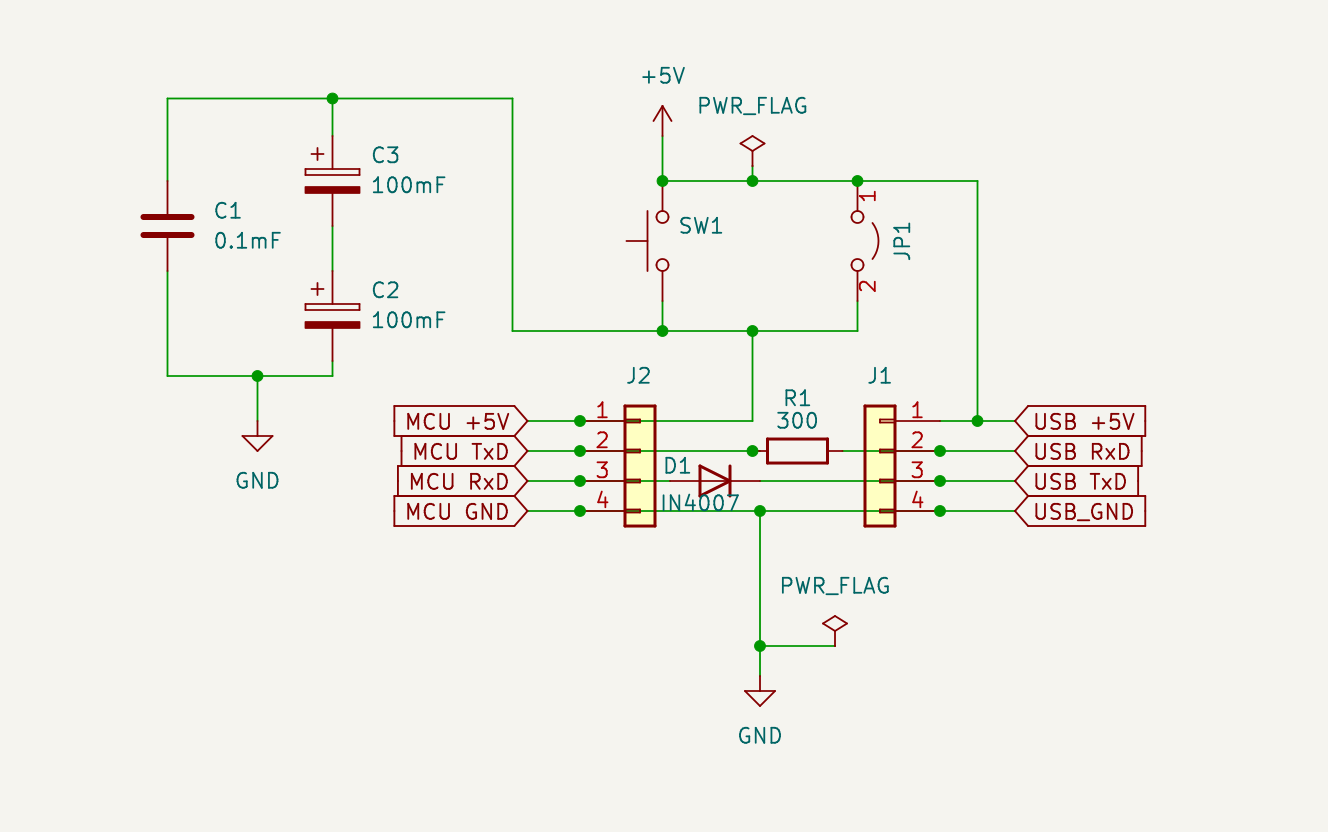 +5V
PWR_FLAG
+
C3
100mF
1
C1
0.1mF
SW1
JP1
+
C2
100mF
2
J2
J1
R1
300
MCU +5V
1
1
USB +5V
MCU TxD
2
2
USB RxD
MCU RxD
3
D1
3
USB TxD
MCU GND
4
IN4007
4
USB_GND
GND
PWR_FLAG
GND